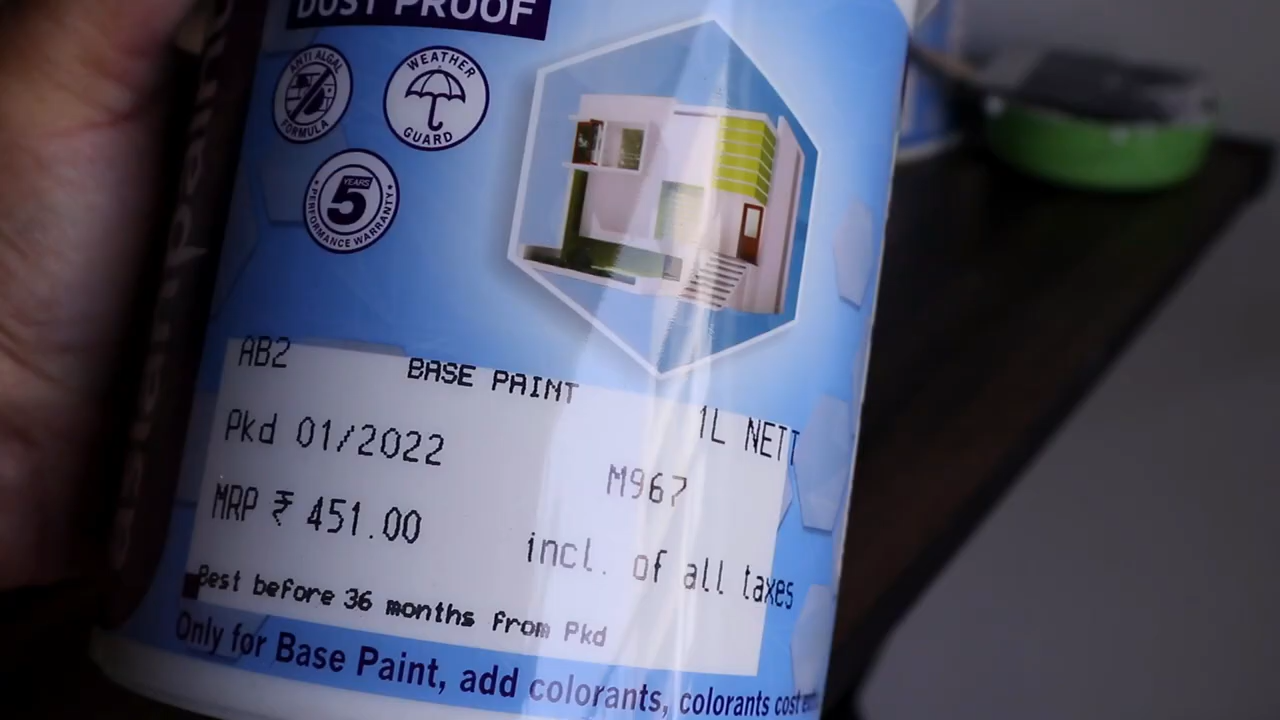 DUST PROOF
ANTI ALGAL
FORMULA
WEATHER
GUARD
5
YEARS
PERFORMANCE WARRANTY
AB2 BASE PAINT 1L NETT
Pkd 01/2022 M967
MRP ₹ 451.00 incl. of all taxes
Best before 36 months from Pkd
Only for Base Paint, add colorants, colorants cost